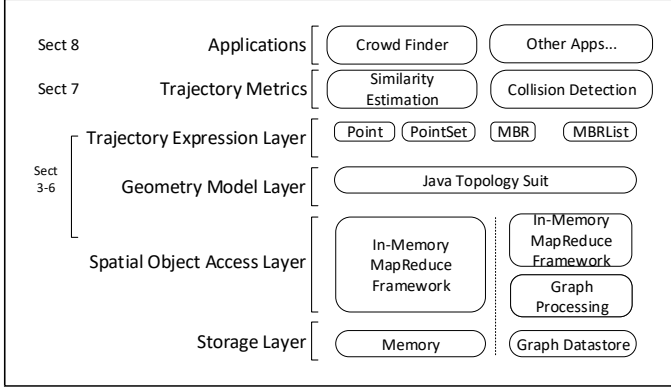 Sect 8
Applications
Crowd Finder
Other Apps...
Sect 7
Trajectory Metrics
Similarity
Estimation
Collision Detection
Trajectory Expression Layer
Point
PointSet
MBR
MBRList
Sect
3-6
Geometry Model Layer
Java Topology Suit
Spatial Object Access Layer
In-Memory
MapReduce
Framework
In-Memory
MapReduce
Framework
Graph
Processing
Storage Layer
Memory
Graph Datastore